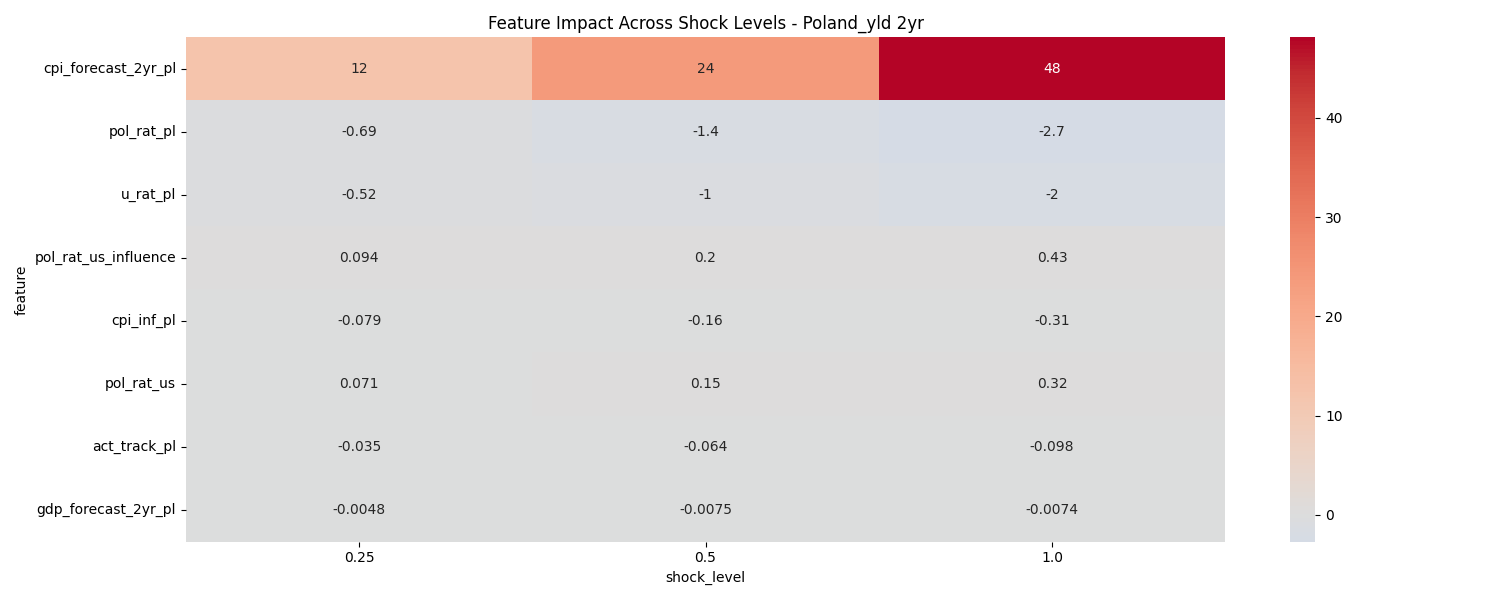 Feature Impact Across Shock Levels - Poland_yld 2yr
feature
cpi_forecast_2yr_pl 12 24 48
pol_rat_pl -0.69 -1.4 -2.7
u_rat_pl -0.52 -1 -2
pol_rat_us_influence 0.094 0.2 0.43
cpi_inf_pl -0.079 -0.16 -0.31
pol_rat_us 0.071 0.15 0.32
act_track_pl -0.035 -0.064 -0.098
gdp_forecast_2yr_pl -0.0048 -0.0075 -0.0074
0.25 0.5 1.0
shock_level
40
30
20
10
0